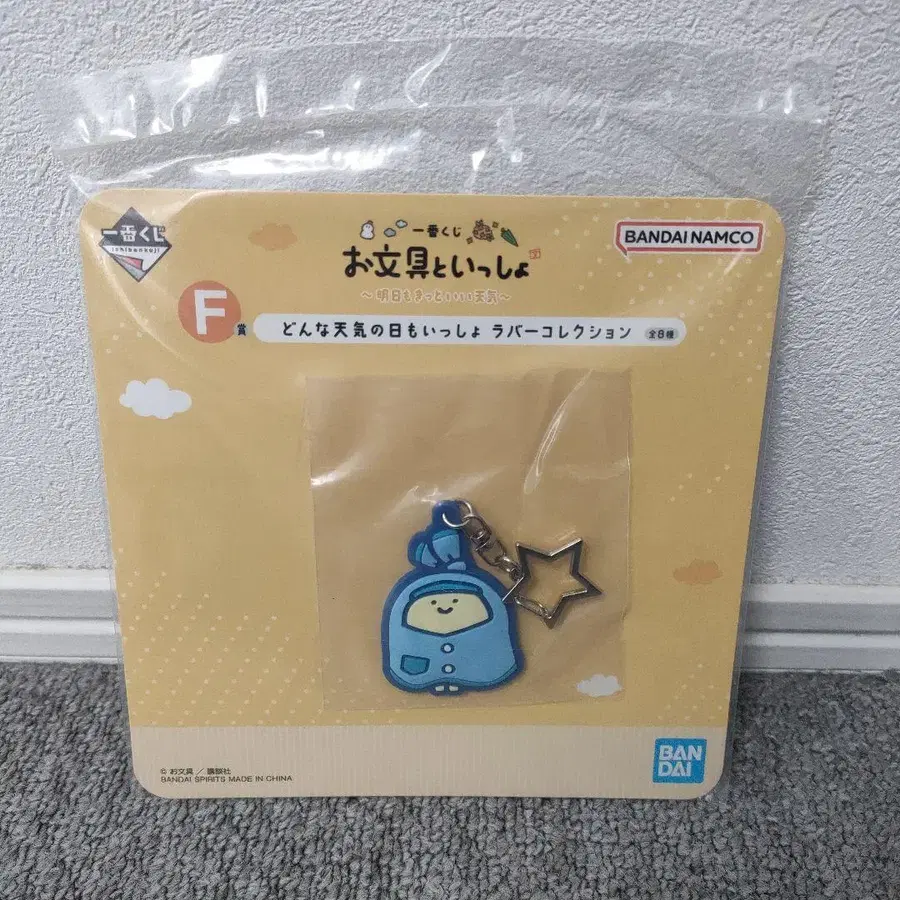 一番くじ
ichibankuji
一番くじ
お文具といっしょ
～明日もきっといい天気～
BANDAI NAMCO
F賞
どんな天気の日もいっしょ ラバーコレクション 全8種
© お文具／講談社
BANDAI SPIRITS MADE IN CHINA
BAN
DAI